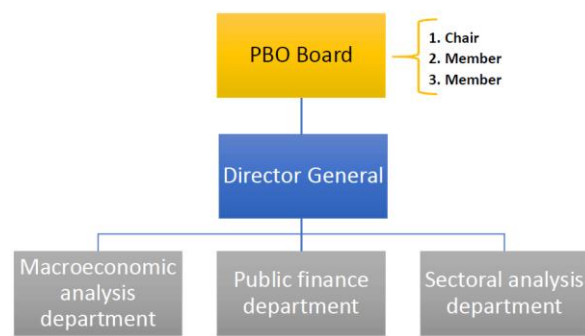 PBO Board
1. Chair
2. Member
3. Member
Director General
Macroeconomic
analysis
department
Public finance
department
Sectoral analysis
department